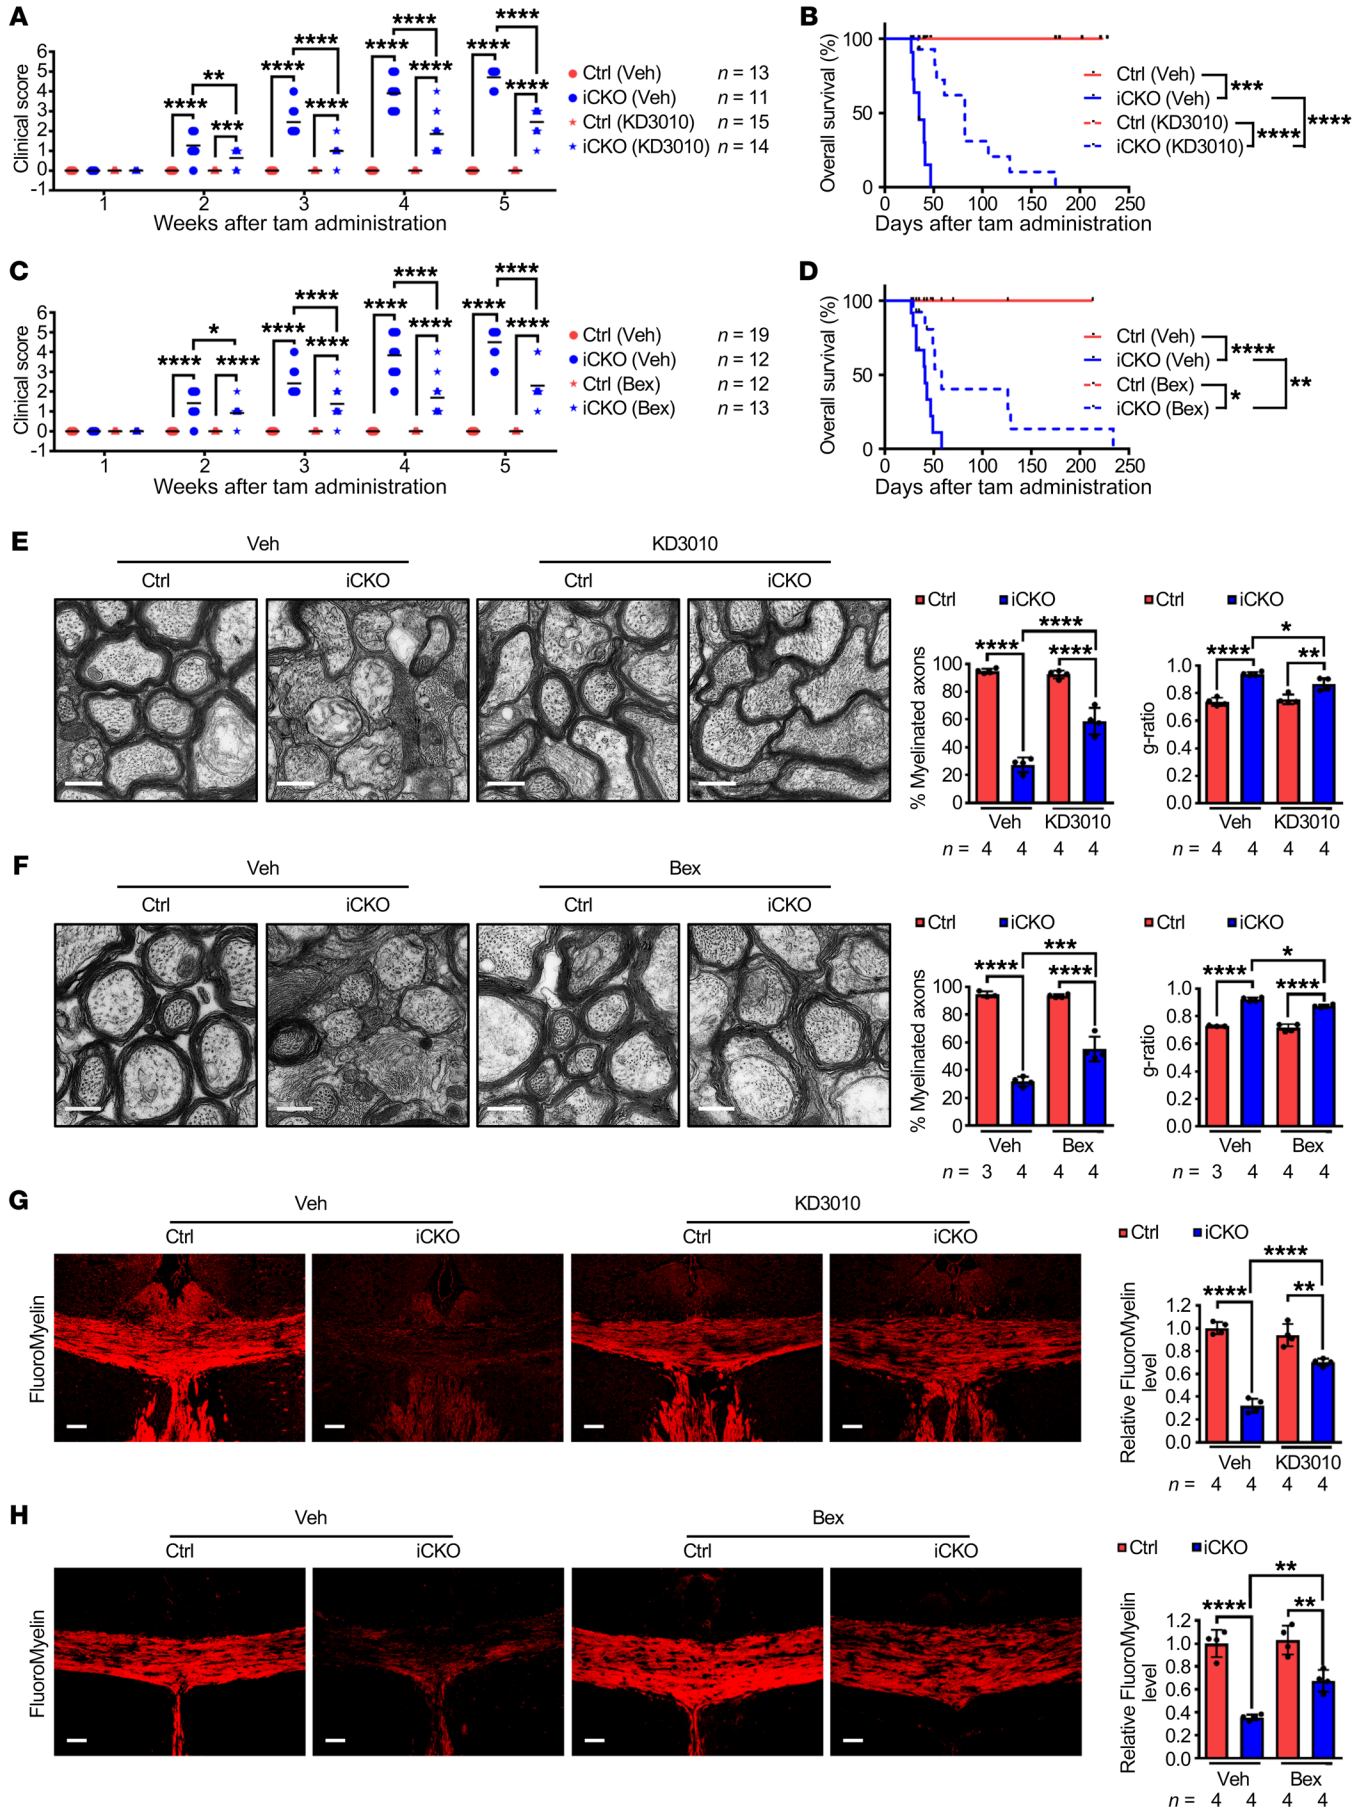 A
Clinical score
6
5
4
3
2
1
0
-1
**** ** ***
**** **** ****
**** **** ****
**** **** ****
1 2 3 4 5
Weeks after tam administration
Ctrl (Veh) n = 13
iCKO (Veh) n = 11
Ctrl (KD3010) n = 15
iCKO (KD3010) n = 14
B
Overall survival (%)
100
50
0
0 50 100 150 200 250
Days after tam administration
Ctrl (Veh)
iCKO (Veh)
Ctrl (KD3010)
iCKO (KD3010)
*** **** ****
C
Clinical score
6
5
4
3
2
1
0
-1
**** * ****
**** **** ****
**** **** ****
**** **** ****
1 2 3 4 5
Weeks after tam administration
Ctrl (Veh) n = 19
iCKO (Veh) n = 12
Ctrl (Bex) n = 12
iCKO (Bex) n = 13
D
Overall survival (%)
100
50
0
0 50 100 150 200 250
Days after tam administration
Ctrl (Veh)
iCKO (Veh)
Ctrl (Bex)
iCKO (Bex)
**** * **
E
Veh KD3010
Ctrl iCKO Ctrl iCKO
Ctrl iCKO
% Myelinated axons
100
80
60
40
20
0
**** **** ****
Veh KD3010
n = 4 4 4 4
Ctrl iCKO
g-ratio
1.0
0.8
0.6
0.4
0.2
0.0
**** * **
Veh KD3010
4 4 4 4
F
Veh Bex
Ctrl iCKO Ctrl iCKO
Ctrl iCKO
% Myelinated axons
100
80
60
40
20
0
**** *** ****
Veh Bex
n = 3 4 4 4
Ctrl iCKO
g-ratio
1.0
0.8
0.6
0.4
0.2
0.0
**** * ****
Veh Bex
n = 3 4 4 4
G
Veh KD3010
Ctrl iCKO Ctrl iCKO
FluoroMyelin
Ctrl iCKO
Relative FluoroMyelin
level
1.2
1.0
0.8
0.6
0.4
0.2
0.0
**** **** **
Veh KD3010
n = 4 4 4 4
H
Veh Bex
Ctrl iCKO Ctrl iCKO
FluoroMyelin
Ctrl iCKO
Relative FluoroMyelin
level
1.2
1.0
0.8
0.6
0.4
0.2
0.0
**** ** **
Veh Bex
n = 4 4 4 4